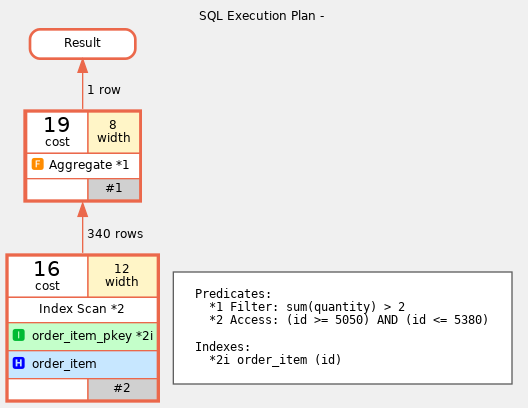 SQL Execution Plan -
Result
1 row
19
cost
8
width
F Aggregate *1
#1
340 rows
16
cost
12
width
Index Scan *2
I order_item_pkey *2i
H order_item
#2
Predicates:
*1 Filter: sum(quantity) > 2
*2 Access: (id >= 5050) AND (id <= 5380)
Indexes:
*2i order_item (id)